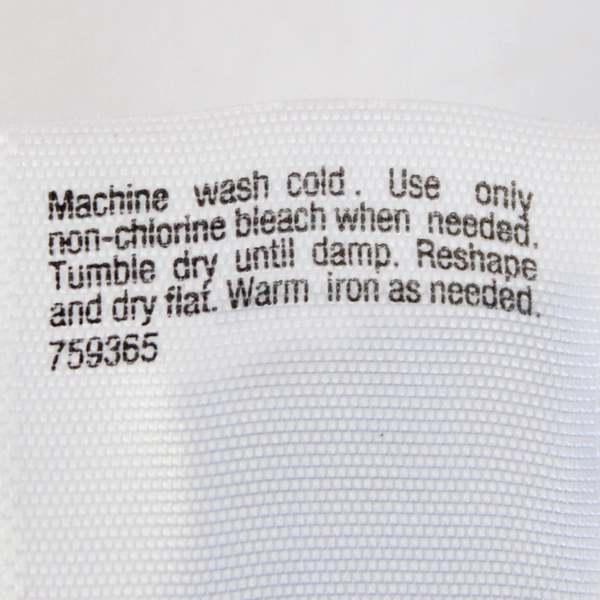 Machine wash cold. Use only
non-chlorine bleach when needed.
Tumble dry until damp. Reshape
and dry flat. Warm iron as needed.
759365